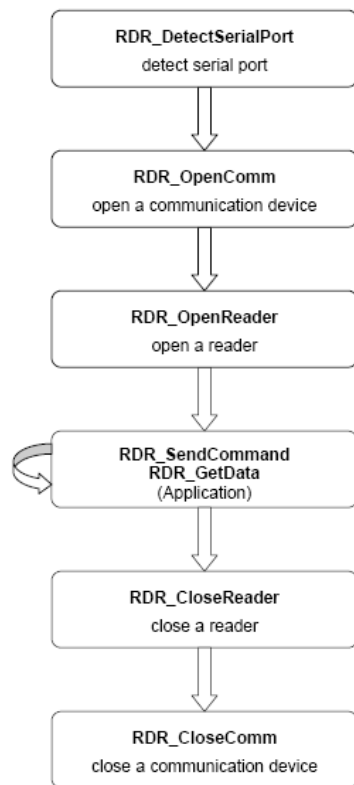 RDR_DetectSerialPort
detect serial port
RDR_OpenComm
open a communication device
RDR_OpenReader
open a reader
RDR_SendCommand
RDR_GetData
(Application)
RDR_CloseReader
close a reader
RDR_CloseComm
close a communication device